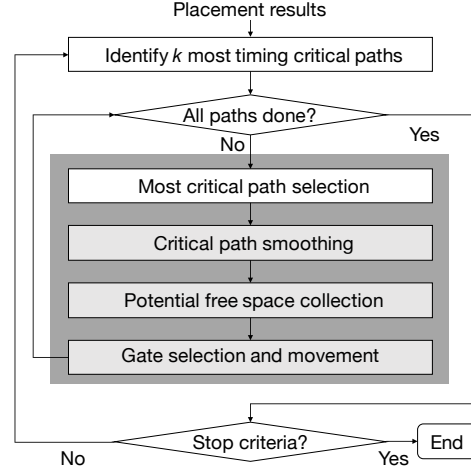 Placement results
Identify k most timing critical paths
All paths done?
Yes
No
Most critical path selection
Critical path smoothing
Potential free space collection
Gate selection and movement
Stop criteria?
End
No
Yes